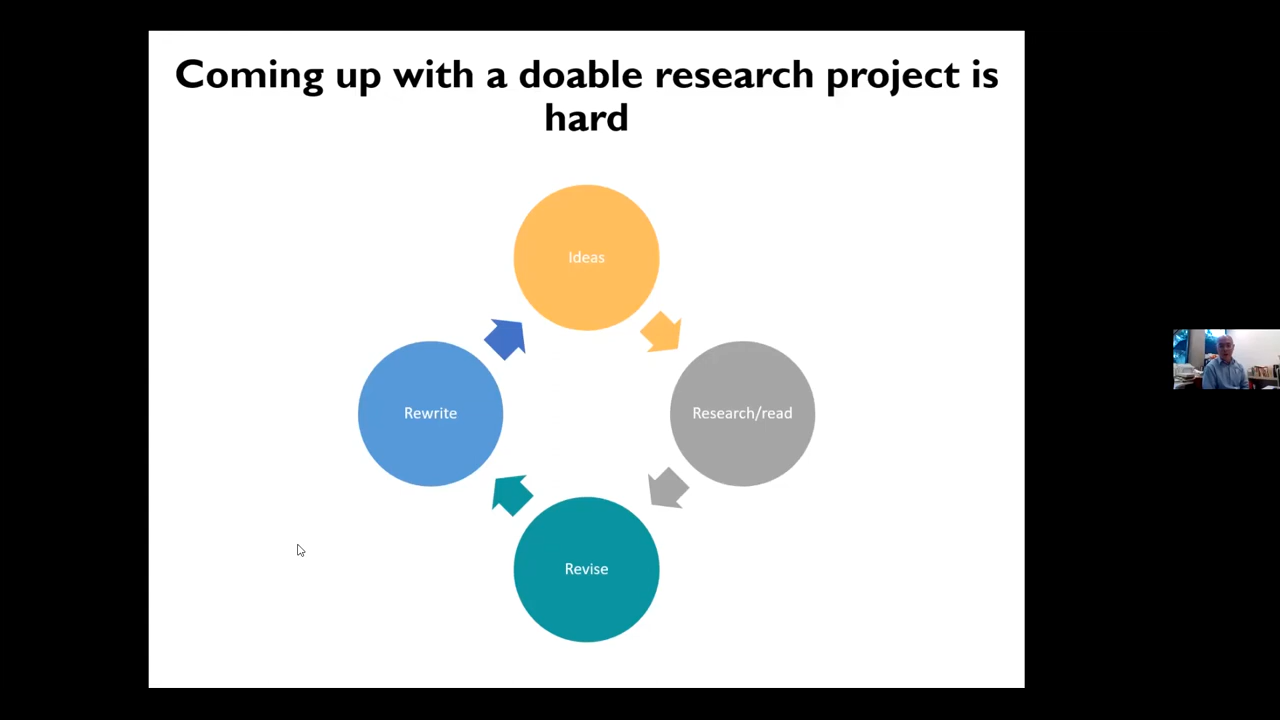 Coming up with a doable research project is
hard
Ideas
Rewrite
Research/read
Revise